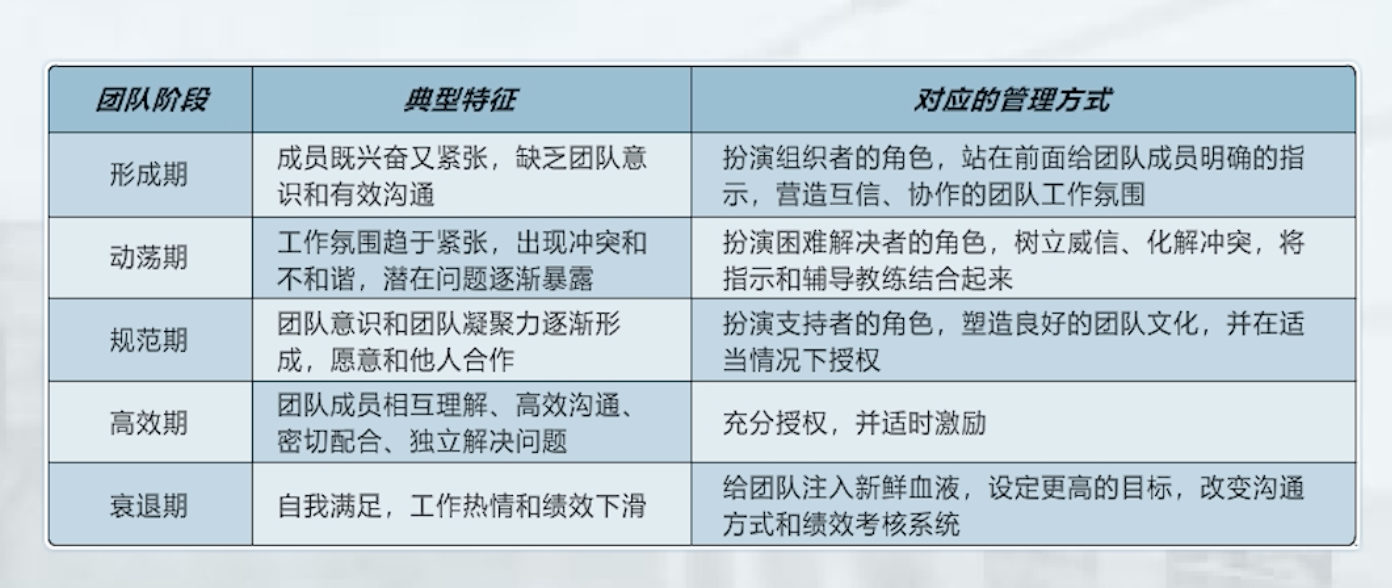 团队阶段
典型特征
对应的管理方式
形成期
成员既兴奋又紧张，缺乏团队意
识和有效沟通
扮演组织者的角色，站在前面给团队成员明确的指
示，营造互信、协作的团队工作氛围
动荡期
工作氛围趋于紧张，出现冲突和
不和谐，潜在问题逐渐暴露
扮演困难解决者的角色，树立威信、化解冲突，将
指示和辅导教练结合起来
规范期
团队意识和团队凝聚力逐渐形
成，愿意和他人合作
扮演支持者的角色，塑造良好的团队文化，并在适
当情况下授权
高效期
团队成员相互理解、高效沟通、
密切配合、独立解决问题
充分授权，并适时激励
衰退期
自我满足，工作热情和绩效下滑
给团队注入新鲜血液，设定更高的目标，改变沟通
方式和绩效考核系统